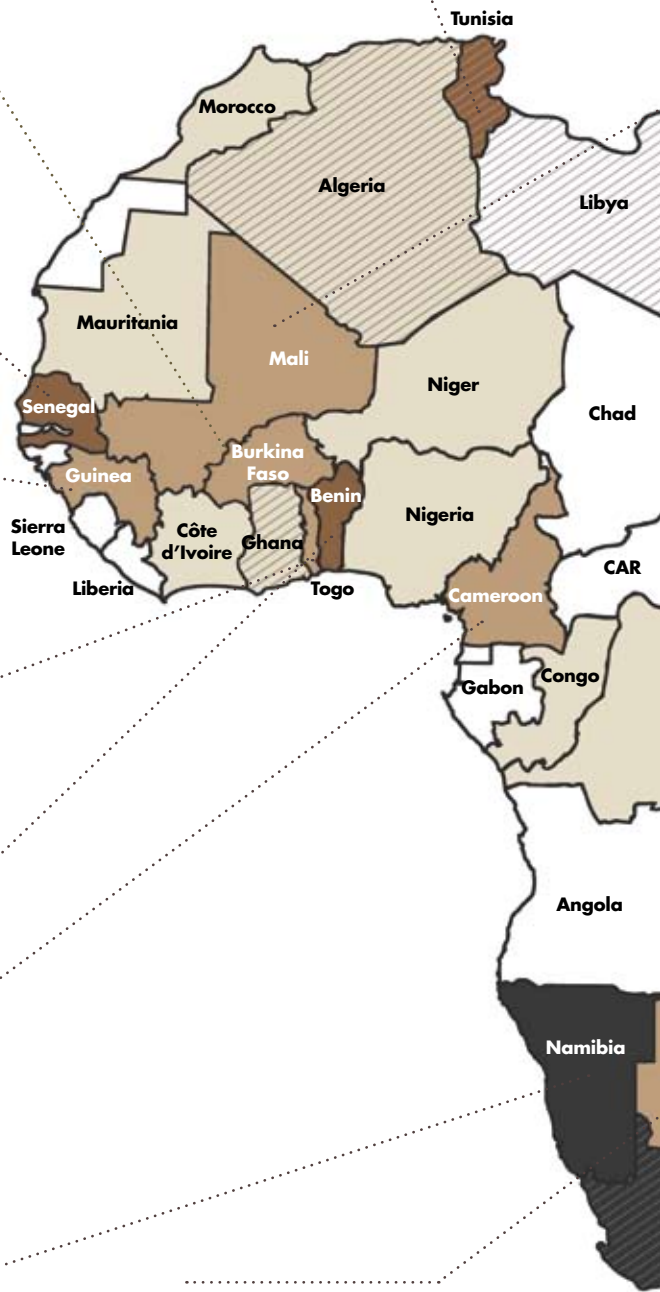 Tunisia
Morocco
Algeria
Libya
Mauritania
Mali
Niger
Chad
Senegal
Burkina
Faso
Guinea
Benin
Nigeria
Sierra
Leone
Côte
d'Ivoire
Ghana
CAR
Liberia
Togo
Cameroon
Congo
Gabon
Angola
Namibia